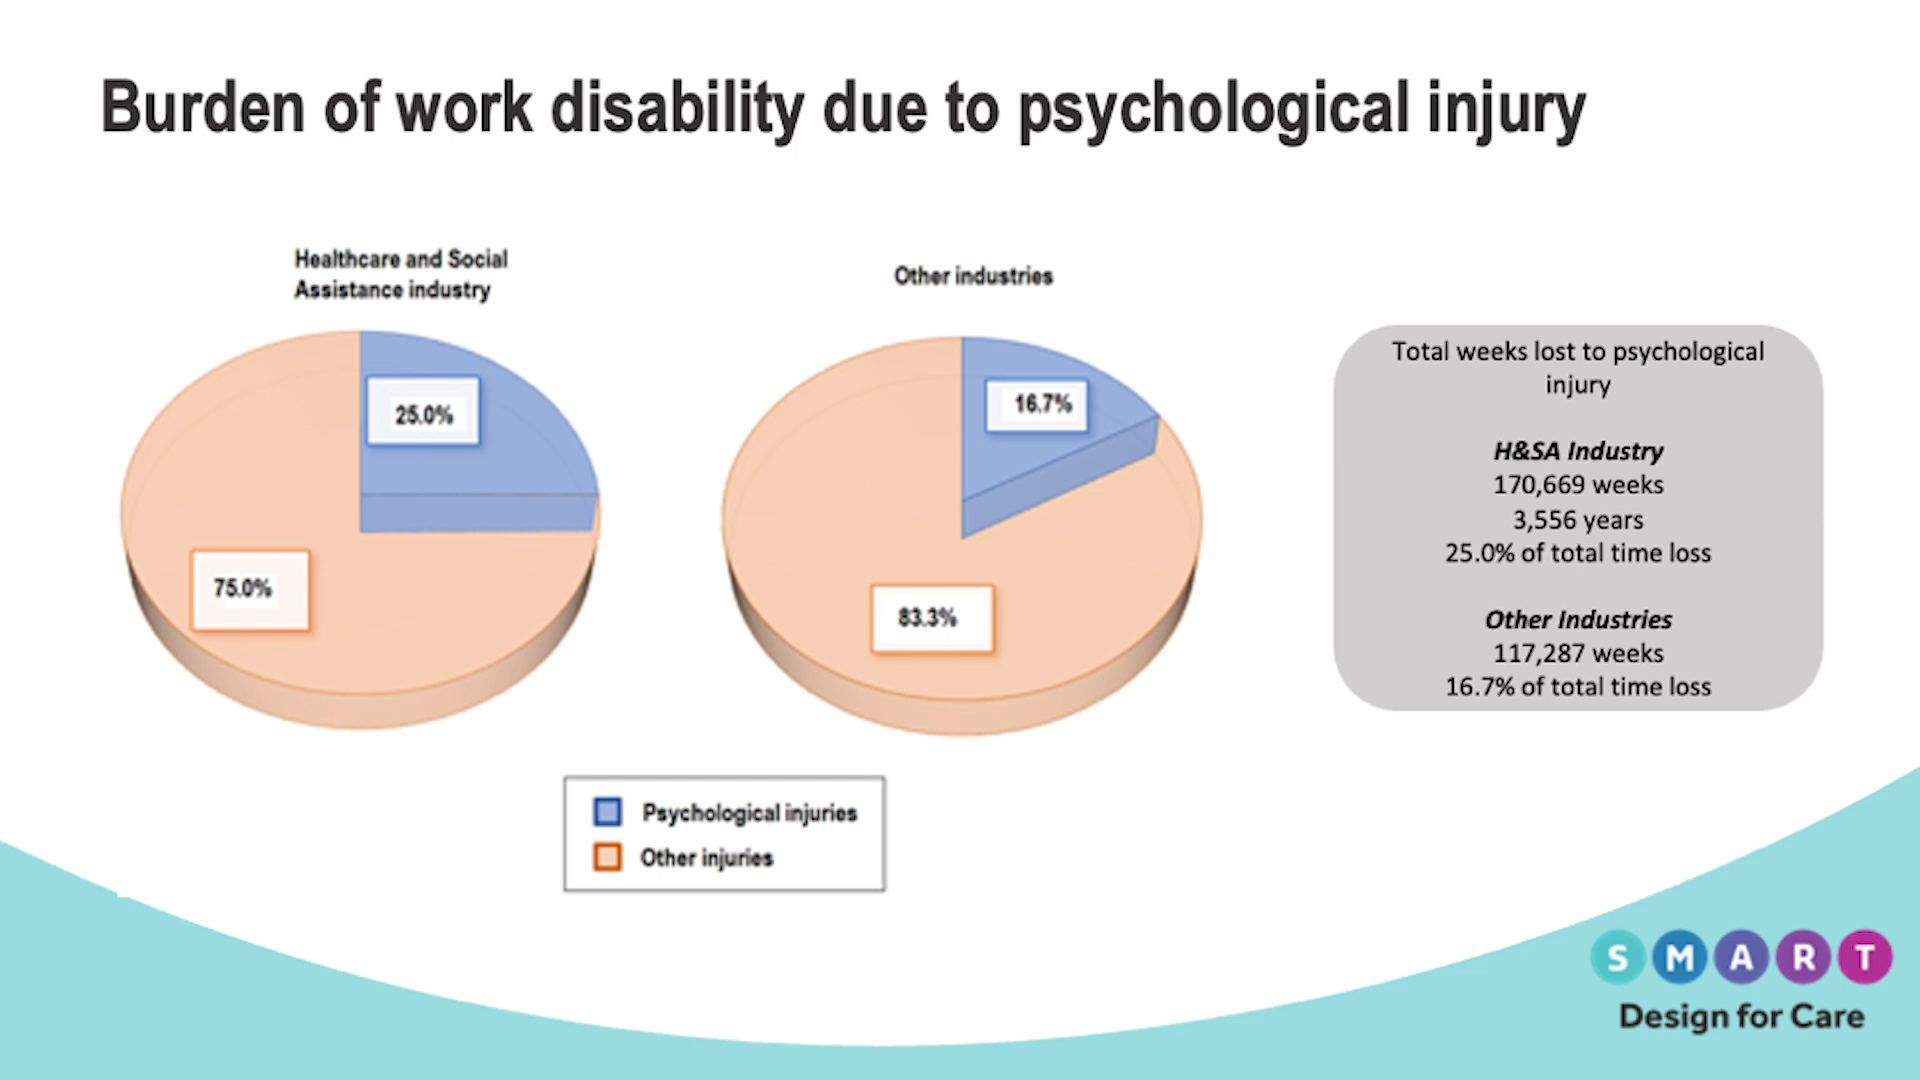 Burden of work disability due to psychological injury
Healthcare and Social
Assistance industry
25.0%
75.0%
Other industries
16.7%
83.3%
Psychological injuries
Other injuries
Total weeks lost to psychological
injury
H&SA Industry
170,669 weeks
3,556 years
25.0% of total time loss
Other Industries
117,287 weeks
16.7% of total time loss
SMART
Design for Care